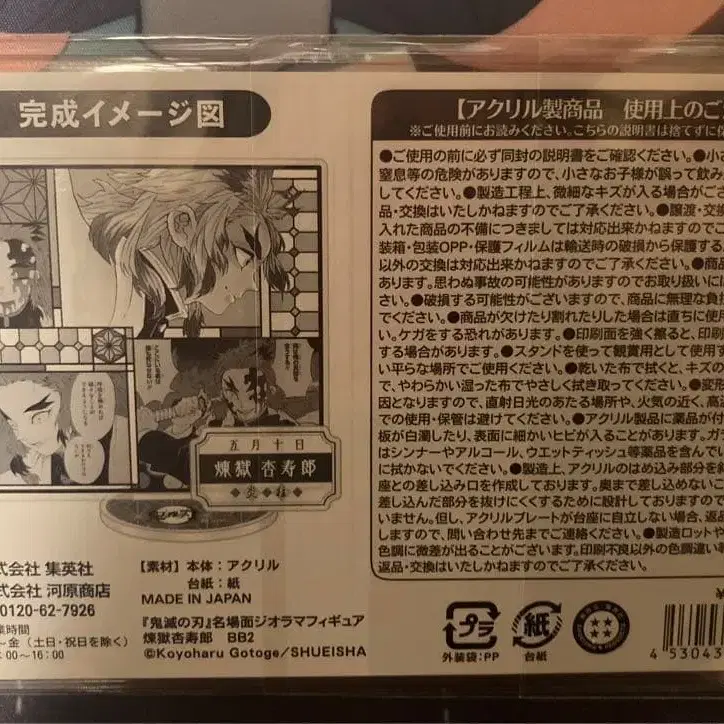 完成イメージ図
五月十日
煉獄 杏寿郎
炎 柱
式会社 集英社
式会社 河原商店
0120-62-7926
業時間
～金（土日・祝日を除く）
:00～16:00
【素材】本体：アクリル
台紙：紙
MADE IN JAPAN
『鬼滅の刃』名場面ジオラマフィギュア
煉獄杏寿郎 BB2
©Koyoharu Gotoge／SHUEISHA
【アクリル製商品 使用上のご
※ご使用前にお読みください。こちらの説明書は捨てずに
●ご使用の前に必ず同封の説明書をご確認ください。●小さ
窒息等の危険がありますので、小さなお子様が誤って飲み
してください。●製造工程上、微細なキズが入る場合がござ
品・交換はいたしかねますのでご了承ください。●譲渡・交換
入れた商品の不備につきましては対応出来かねますので
装箱・包装OPP・保護フィルムは輸送時の破損から保護する
以外の交換は対応出来かねますのでご了承ください。●商品
あります。思わぬ事故の可能性がありますのでお取り扱いには
い。●破損する可能性がございますので、商品に無理な負
でください。●商品が欠けたり割れたりした場合は直ちに使用
い。ケガをする恐れがあります。●印刷面を強く擦ると、印刷
する場合があります。●スタンドを使って観賞用として使用す
い平らな場所でご使用ください。●乾いた布で拭くと、キズの
で、やわらかい湿った布でやさしく拭き取ってください。●変形
因となりますので、直射日光のあたる場所や、火気の近く、高温
での使用・保管は避けてください。●アクリル製品に薬品が付
板が白濁したり、表面に細かいヒビが入ることがあります。ガラ
はシンナーやアルコール、ウエットティッシュ等薬品を含んでい
に拭かないでください。●製造上、アクリルのはめ込み部分を
座との差し込み口を作成しております。奥まで差し込めないこ
差し込んだ部分を抜けにくくするために設計しておりますので
いません。但し、アクリルプレートが台座に自立しない場合、返品
しますので、問い合わせ先までご連絡ください。●製造ロットや
色調に微差が出ることがございます。印刷不良以外の色調違い
返品・交換はいたしかねますのでご了承ください。
プラ
外装袋：PP
紙
台紙
¥
4 53043